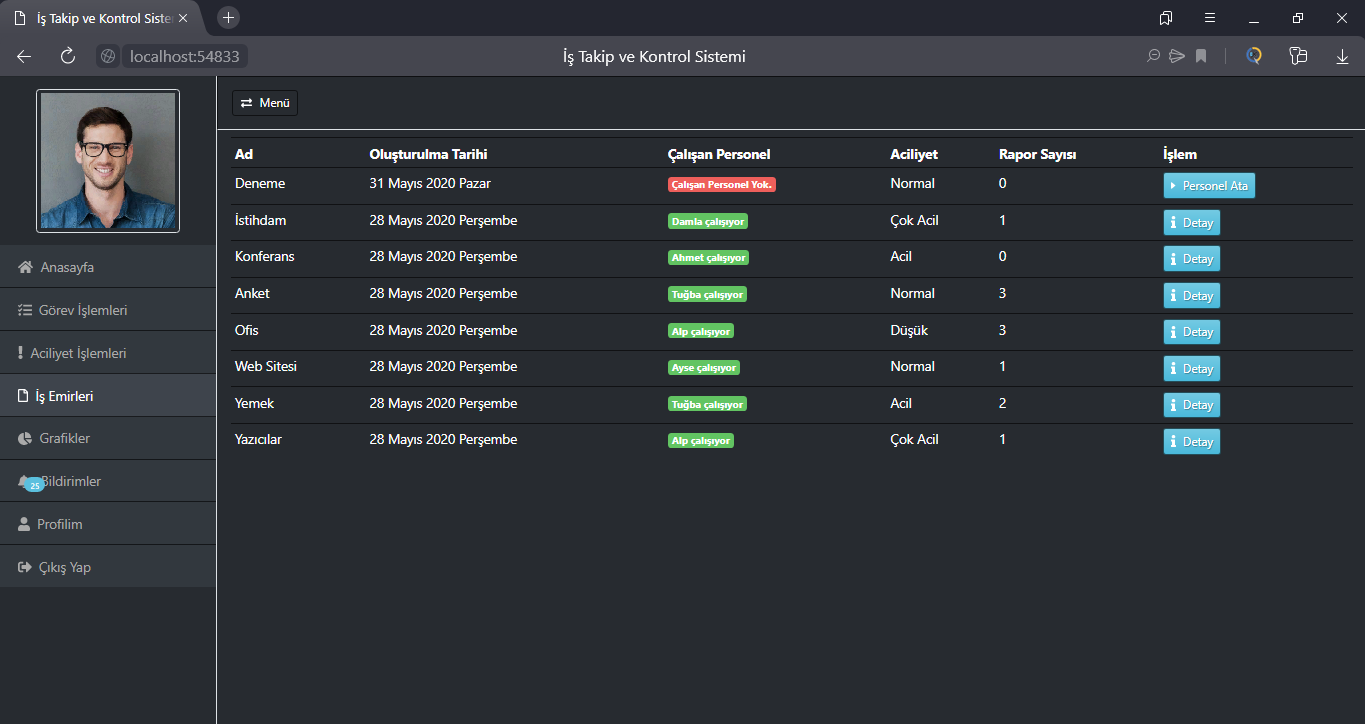 İş Takip ve Kontrol Siste
localhost:54833 İş Takip ve Kontrol Sistemi
Menü
Anasayfa
Görev İşlemleri
Aciliyet İşlemleri
İş Emirleri
Grafikler
25 Bildirimler
Profilim
Çıkış Yap
Ad Oluşturulma Tarihi Çalışan Personel Aciliyet Rapor Sayısı İşlem
Deneme 31 Mayıs 2020 Pazar Çalışan Personel Yok. Normal 0 Personel Ata
İstihdam 28 Mayıs 2020 Perşembe Damla çalışıyor Çok Acil 1 Detay
Konferans 28 Mayıs 2020 Perşembe Ahmet çalışıyor Acil 0 Detay
Anket 28 Mayıs 2020 Perşembe Tuğba çalışıyor Normal 3 Detay
Ofis 28 Mayıs 2020 Perşembe Alp çalışıyor Düşük 3 Detay
Web Sitesi 28 Mayıs 2020 Perşembe Ayse çalışıyor Normal 1 Detay
Yemek 28 Mayıs 2020 Perşembe Tuğba çalışıyor Acil 2 Detay
Yazıcılar 28 Mayıs 2020 Perşembe Alp çalışıyor Çok Acil 1 Detay